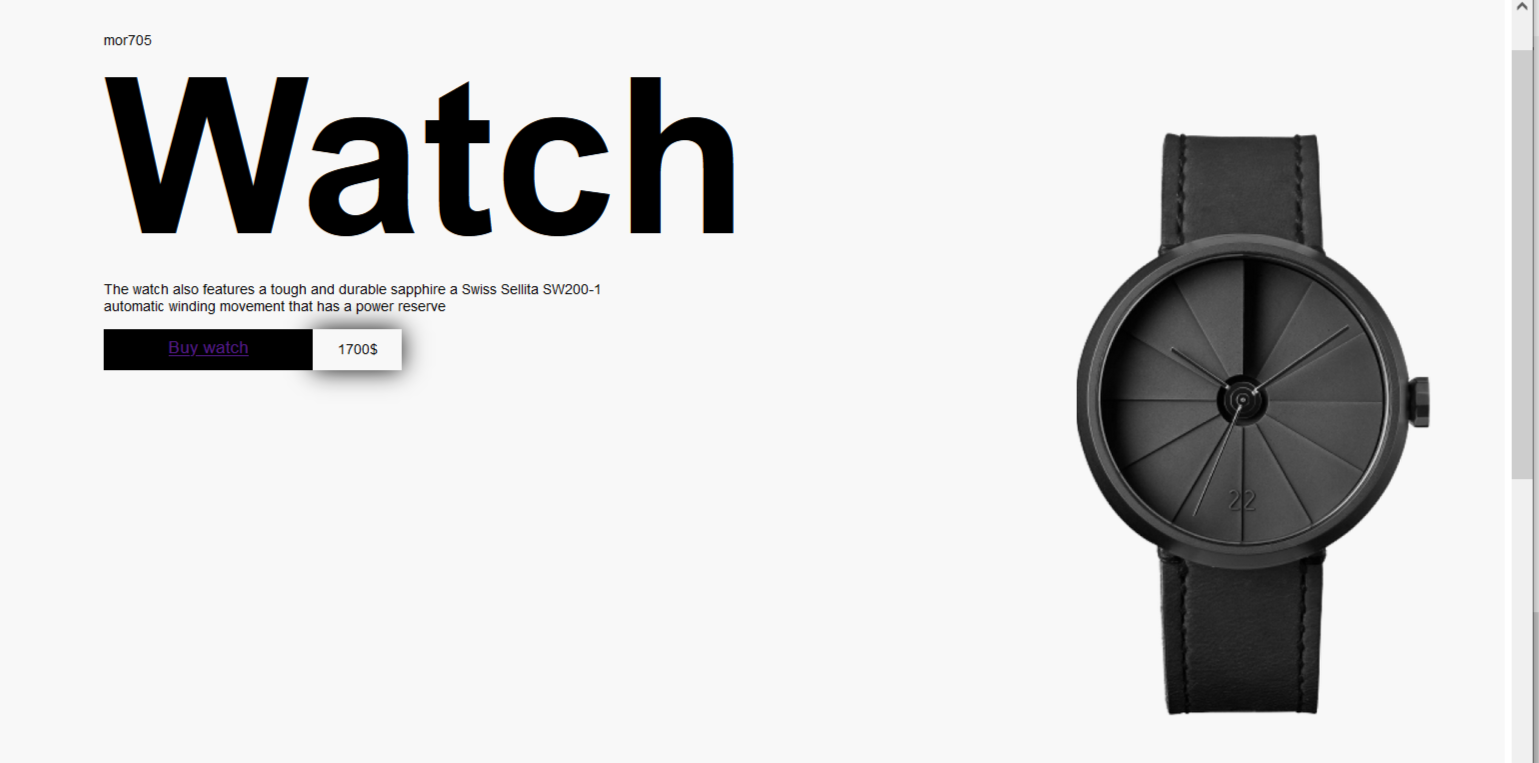 mor705
Watch
The watch also features a tough and durable sapphire a Swiss Sellita SW200-1
automatic winding movement that has a power reserve
Buy watch
1700$
22